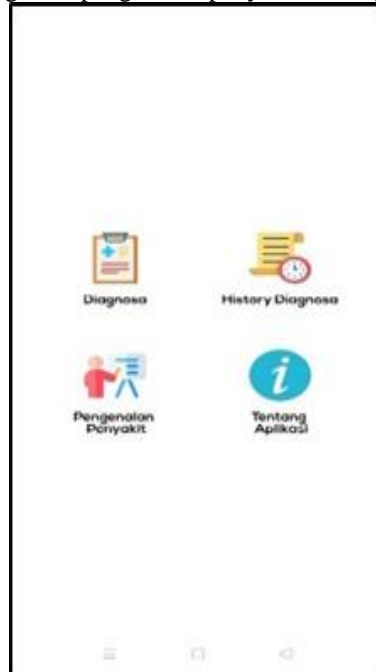 Diagnosa
History Diagnosa
Pengenalan
Penyakit
Tentang
Aplikasi